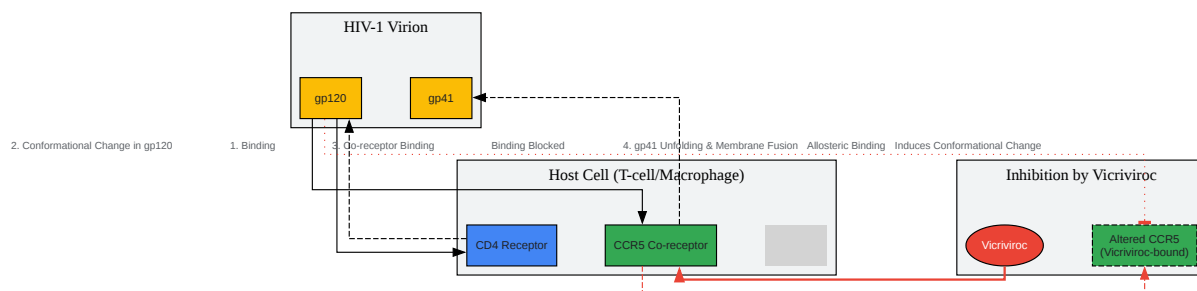 HIV-1 Virion
gp120
gp41
2. Conformational Change in gp120
1. Binding
3. Co-receptor Binding
Binding Blocked
4. gp41 Unfolding & Membrane Fusion
Allosteric Binding
Induces Conformational Change
Host Cell (T-cell/Macrophage)
Inhibition by Vicriviroc
CD4 Receptor
CCR5 Co-receptor
Vicriviroc
Altered CCR5
(Vicriviroc-bound)